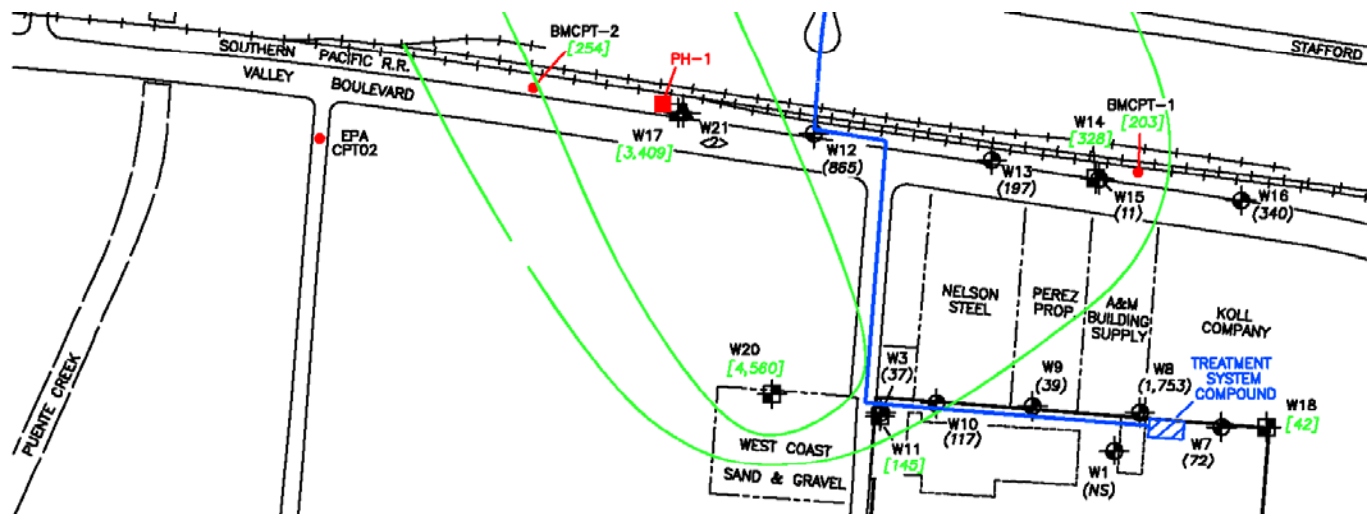 BMCPT-2
[254]
STAFFORD
SOUTHERN PACIFIC R.R.
PH-1
VALLEY BOULEVARD
BMCPT-1
[203]
W14
[328]
EPA
CPT02
W17
[3,409]
W21
2
W12
(855)
W13
(197)
W15
(11)
W16
(340)
NELSON
STEEL
PEREZ
PROP.
A&M
BUILDING
SUPPLY
KOLL
COMPANY
PUENTE CREEK
W20
[4,560]
W3
(37)
W9
(39)
W8
(1,753)
TREATMENT
SYSTEM
COMPOUND
W18
[42]
WEST COAST
SAND & GRAVEL
W11
[145]
W10
(117)
W1
(NS)
W7
(72)